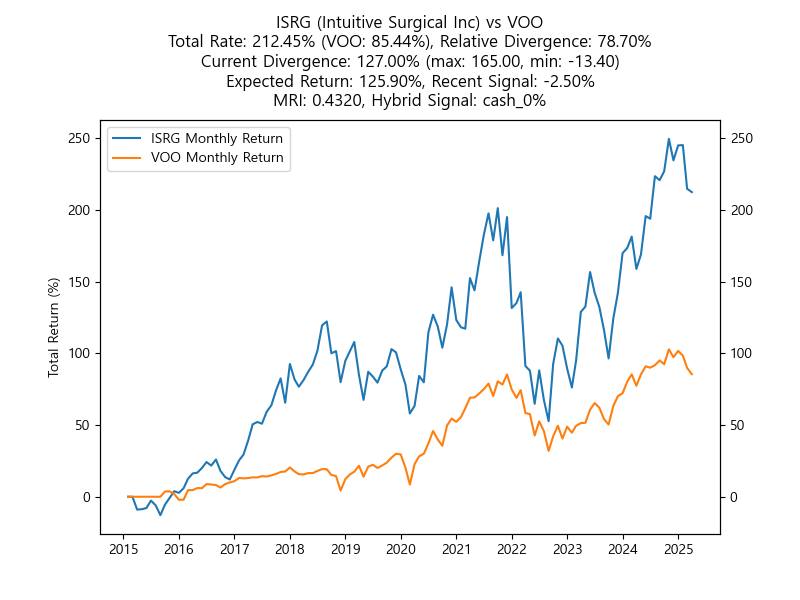 ISRG (Intuitive Surgical Inc) vs VOO
Total Rate: 212.45% (VOO: 85.44%), Relative Divergence: 78.70%
Current Divergence: 127.00% (max: 165.00, min: -13.40)
Expected Return: 125.90%, Recent Signal: -2.50%
MRI: 0.4320, Hybrid Signal: cash_0%
ISRG Monthly Return
VOO Monthly Return
Total Return (%)
250
200
150
100
50
0
250
200
150
100
50
0
2015 2016 2017 2018 2019 2020 2021 2022 2023 2024 2025